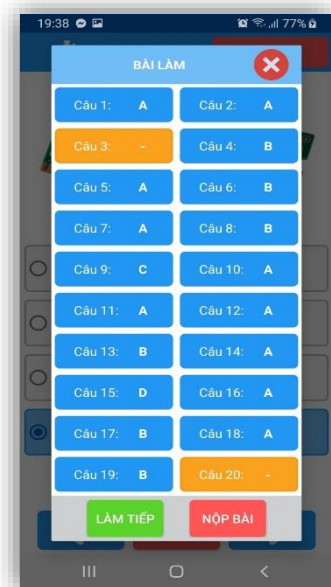 19:38 77%
BÀI LÀM
Câu 1: A Câu 2: A
Câu 3: - Câu 4: B
Câu 5: A Câu 6: B
Câu 7: A Câu 8: B
Câu 9: C Câu 10: A
Câu 11: A Câu 12: A
Câu 13: B Câu 14: A
Câu 15: D Câu 16: A
Câu 17: B Câu 18: A
Câu 19: B Câu 20: -
LÀM TIẾP NỘP BÀI